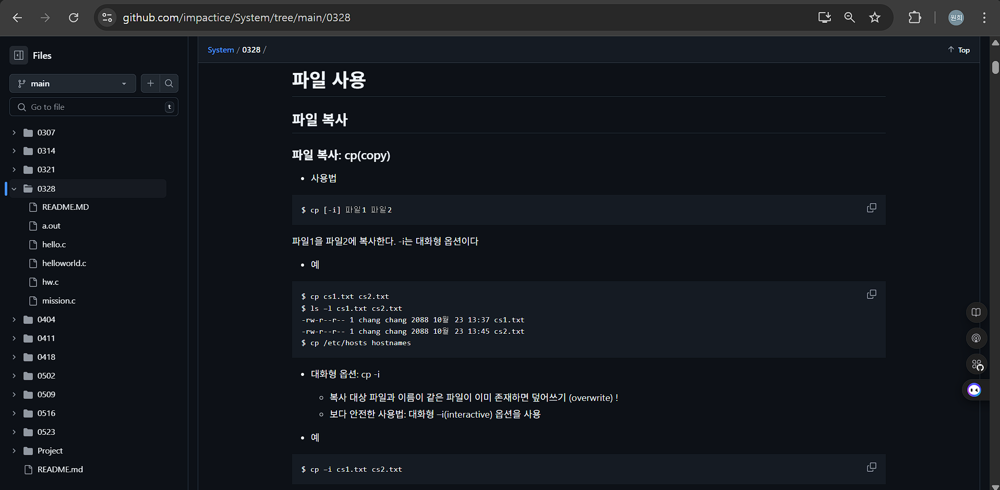 github.com/impactice/System/tree/main/0328
원희
Files
main
Go to file
t
0307
0314
0321
0328
README.MD
a.out
hello.c
helloworld.c
hw.c
mission.c
0404
0411
0418
0502
0509
0516
0523
Project
README.md
System / 0328 /
Top
파일 사용
파일 복사
파일 복사: cp(copy)
• 사용법
$ cp [-i] 파일1 파일2
파일1을 파일2에 복사한다. -i는 대화형 옵션이다
• 예
$ cp cs1.txt cs2.txt
$ ls –l cs1.txt cs2.txt
-rw-r--r-- 1 chang chang 2088 10월 23 13:37 cs1.txt
-rw-r--r-- 1 chang chang 2088 10월 23 13:45 cs2.txt
$ cp /etc/hosts hostnames
• 대화형 옵션: cp -i
○ 복사 대상 파일과 이름이 같은 파일이 이미 존재하면 덮어쓰기 (overwrite) !
○ 보다 안전한 사용법: 대화형 –i(interactive) 옵션을 사용
• 예
$ cp –i cs1.txt cs2.txt